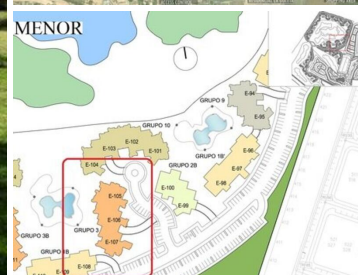 MENOR
GRUPO 9
E-94
E-95
GRUPO 10
E-102
E-103
E-101
E-104
GRUPO 1B
E-96
E-97
E-98
GRUPO 2B
E-100
E-99
E-105
E-106
E-107
GRUPO 3
GRUPO 3B
E-108